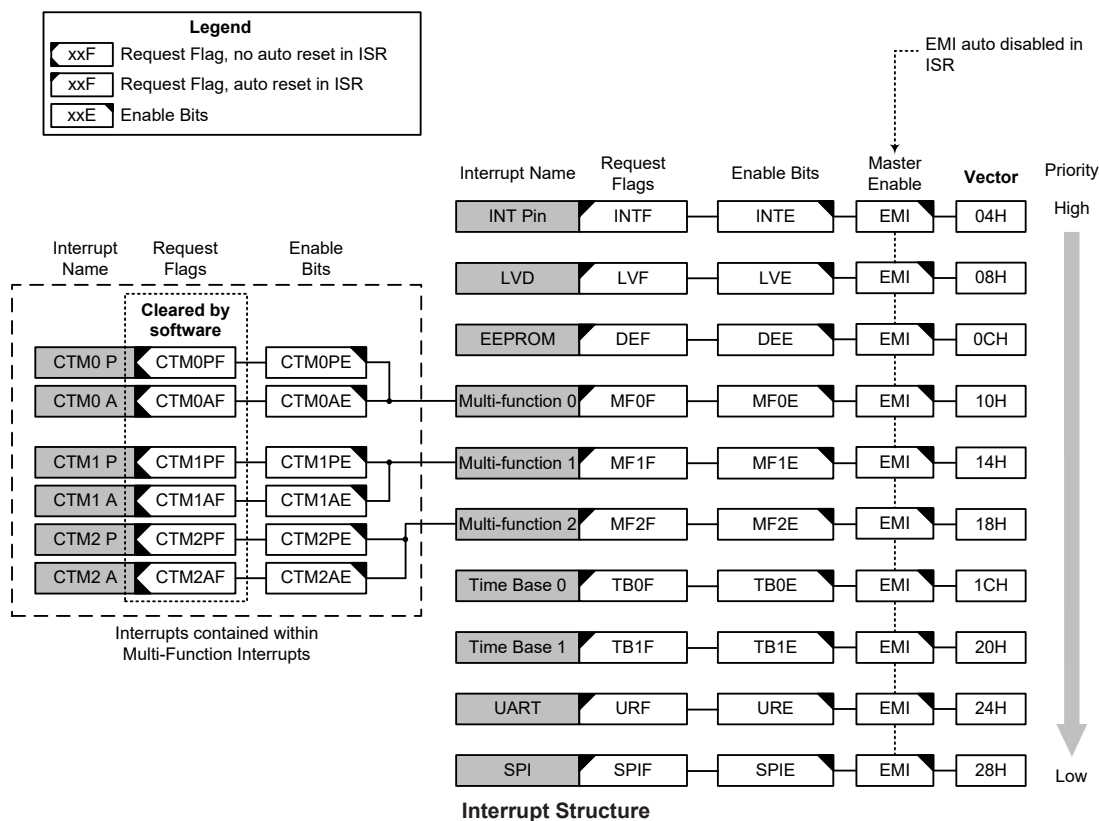 Legend
xxF Request Flag, no auto reset in ISR
xxF Request Flag, auto reset in ISR
xxE Enable Bits
EMI auto disabled in
ISR
Interrupt Name Request Flags Enable Bits Master Enable Vector Priority
INT Pin INTF INTE EMI 04H High
LVD LVF LVE EMI 08H
EEPROM DEF DEE EMI 0CH
Multi-function 0 MF0F MF0E EMI 10H
Multi-function 1 MF1F MF1E EMI 14H
Multi-function 2 MF2F MF2E EMI 18H
Time Base 0 TB0F TB0E EMI 1CH
Time Base 1 TB1F TB1E EMI 20H
UART URF URE EMI 24H
SPI SPIF SPIE EMI 28H Low
Interrupt Name Request Flags Enable Bits
Cleared by
software
CTM0 P CTM0PF CTM0PE
CTM0 A CTM0AF CTM0AE
CTM1 P CTM1PF CTM1PE
CTM1 A CTM1AF CTM1AE
CTM2 P CTM2PF CTM2PE
CTM2 A CTM2AF CTM2AE
Interrupts contained within
Multi-Function Interrupts
Interrupt Structure